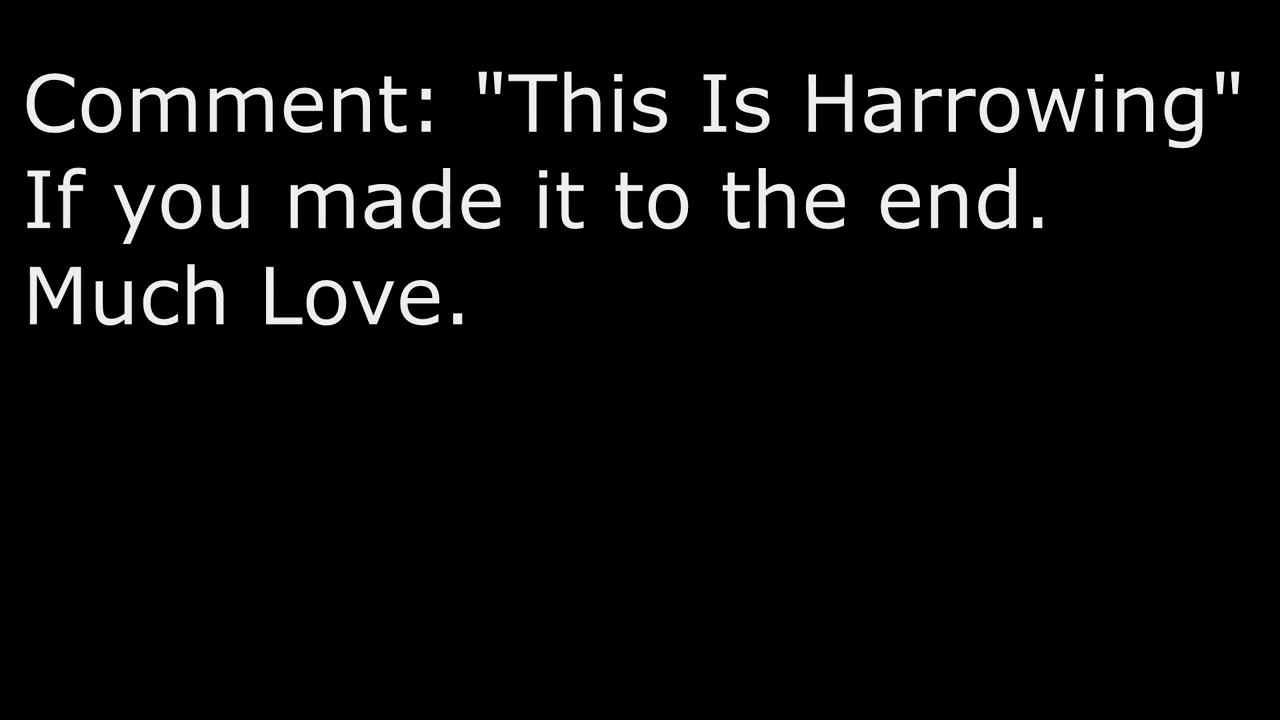 Comment: "This Is Harrowing"
If you made it to the end.
Much Love.